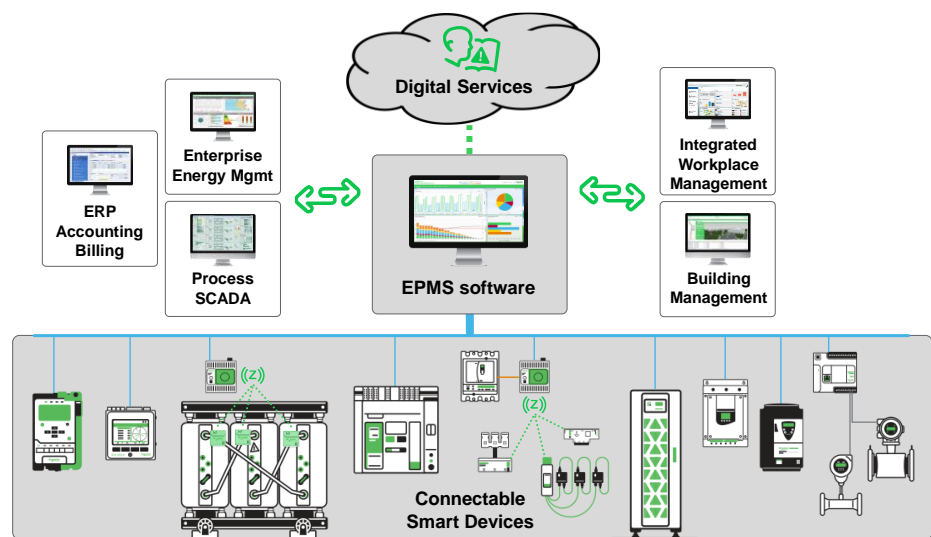 Digital Services
Enterprise
Energy Mgmt
ERP
Accounting
Billing
Process
SCADA
EPMS software
Integrated
Workplace
Management
Building
Management
(Z)
(Z)
Connectable
Smart Devices